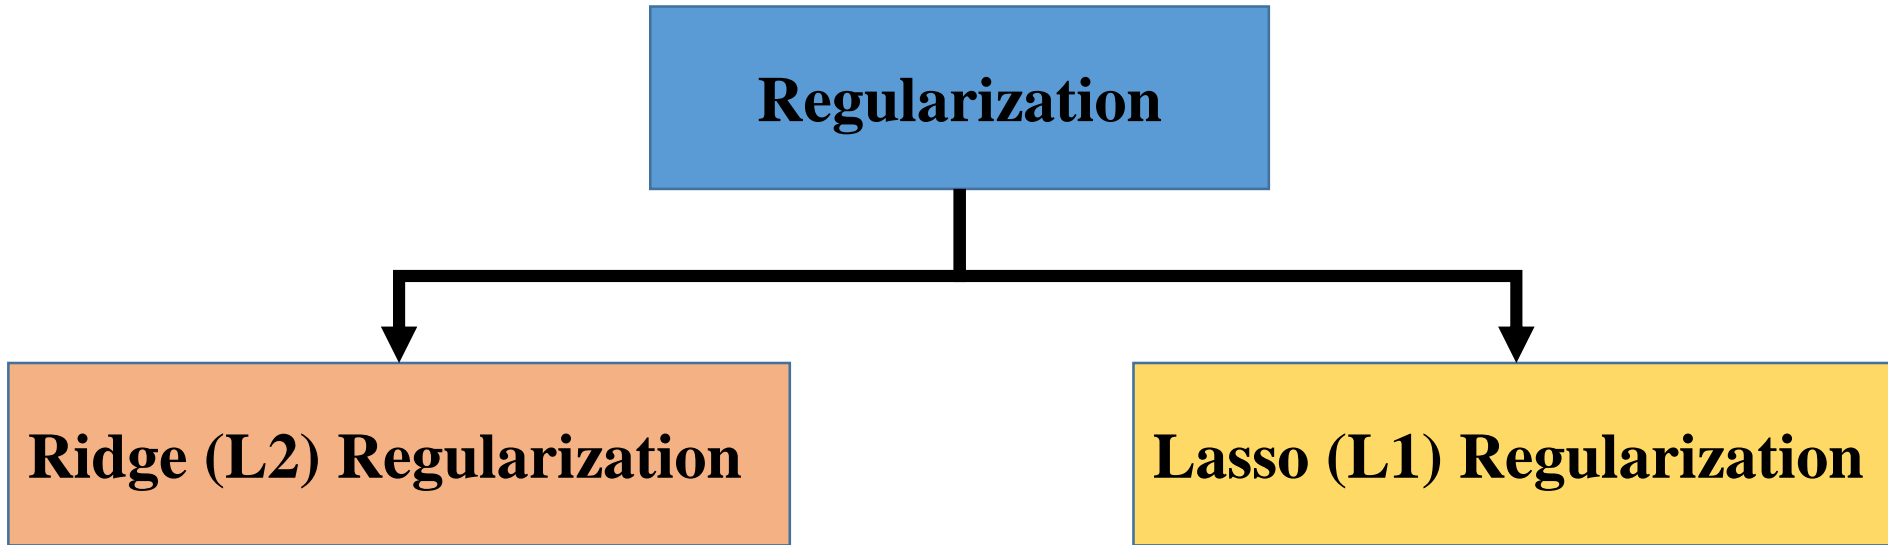 Regularization
Ridge (L2) Regularization
Lasso (L1) Regularization